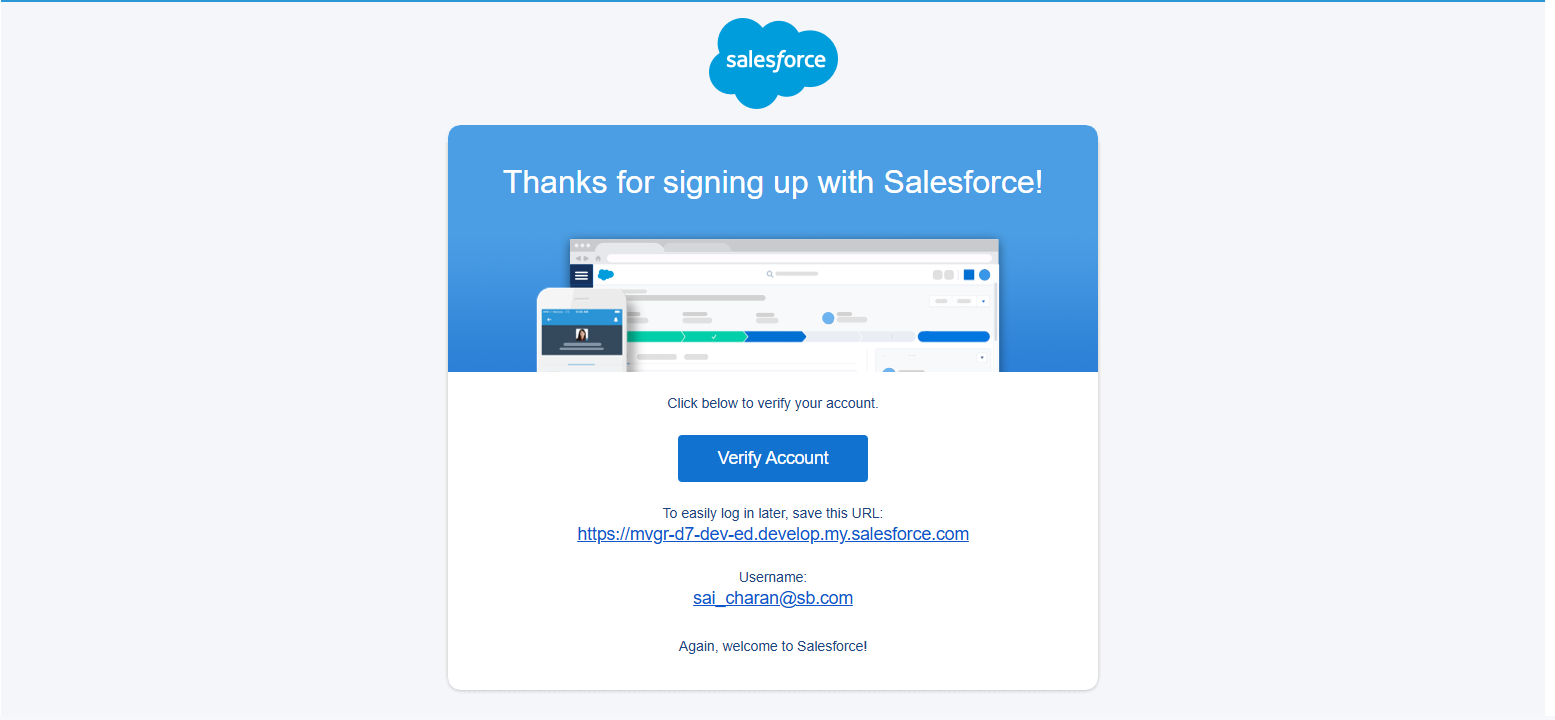 salesforce
Thanks for signing up with Salesforce!
Click below to verify your account.
Verify Account
To easily log in later, save this URL:
https://mvgr-d7-dev-ed.develop.my.salesforce.com
Username:
sai_charan@sb.com
Again, welcome to Salesforce!